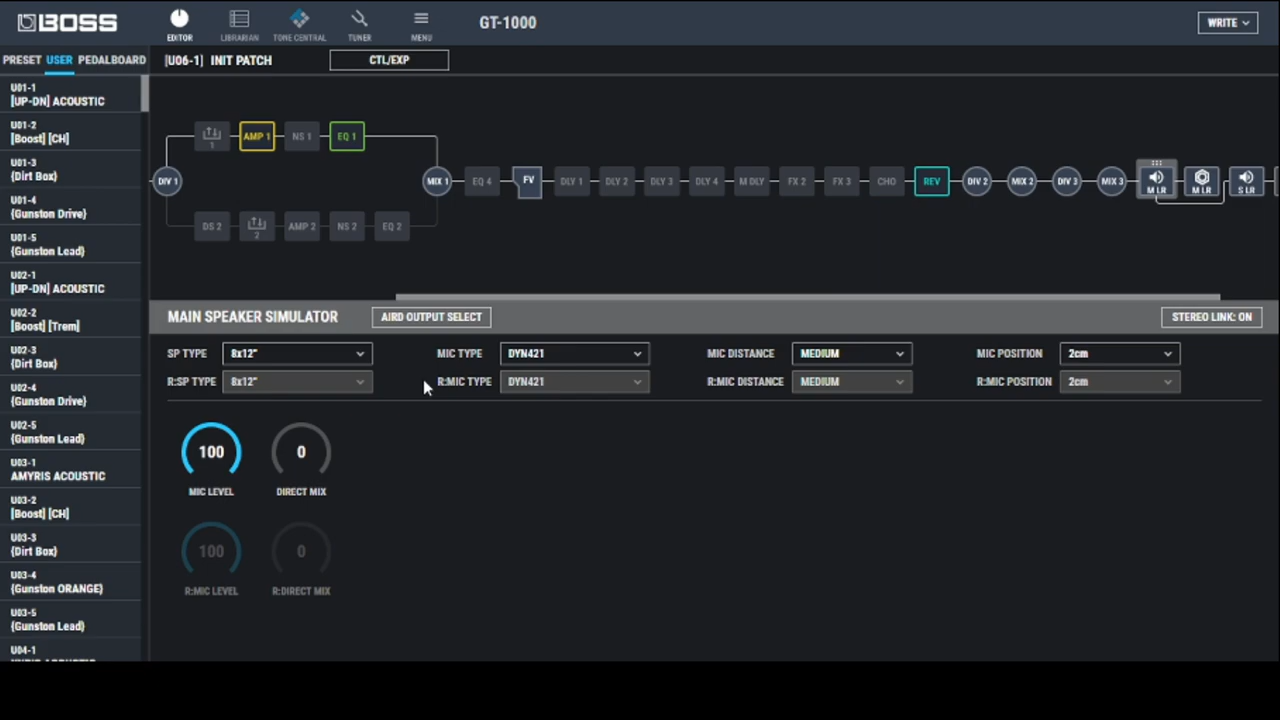 BOSS
EDITOR
LIBRARIAN
TONE CENTRAL
TUNER
MENU
GT-1000
WRITE
PRESET USER PEDALBOARD
[U06-1] INIT PATCH
CTL/EXP
U01-1
[UP-DN] ACOUSTIC
U01-2
[Boost] [CH]
U01-3
{Dirt Box}
U01-4
{Gunston Drive}
U01-5
{Gunston Lead}
U02-1
[UP-DN] ACOUSTIC
U02-2
[Boost] [Trem]
U02-3
{Dirt Box}
U02-4
{Gunston Drive}
U02-5
{Gunston Lead}
U03-1
AMYRIS ACOUSTIC
U03-2
[Boost] [CH]
U03-3
{Dirt Box}
U03-4
{Gunston ORANGE}
U03-5
{Gunston Lead}
U04-1
1 AMP 1 NS 1 EQ 1
DIV 1 MIX 1 EQ 4 FV DLY 1 DLY 2 DLY 3 DLY 4 M DLY FX 2 FX 3 CHO REV DIV 2 MIX 2 DIV 3 MIX 3 M LR M LR S LR
DS 2 2 AMP 2 NS 2 EQ 2
MAIN SPEAKER SIMULATOR
AIRD OUTPUT SELECT
STEREO LINK: ON
SP TYPE 8x12" MIC TYPE DYN421 MIC DISTANCE MEDIUM MIC POSITION 2cm
R:SP TYPE 8x12" R:MIC TYPE DYN421 R:MIC DISTANCE MEDIUM R:MIC POSITION 2cm
100 0
MIC LEVEL DIRECT MIX
100 0
R:MIC LEVEL R:DIRECT MIX